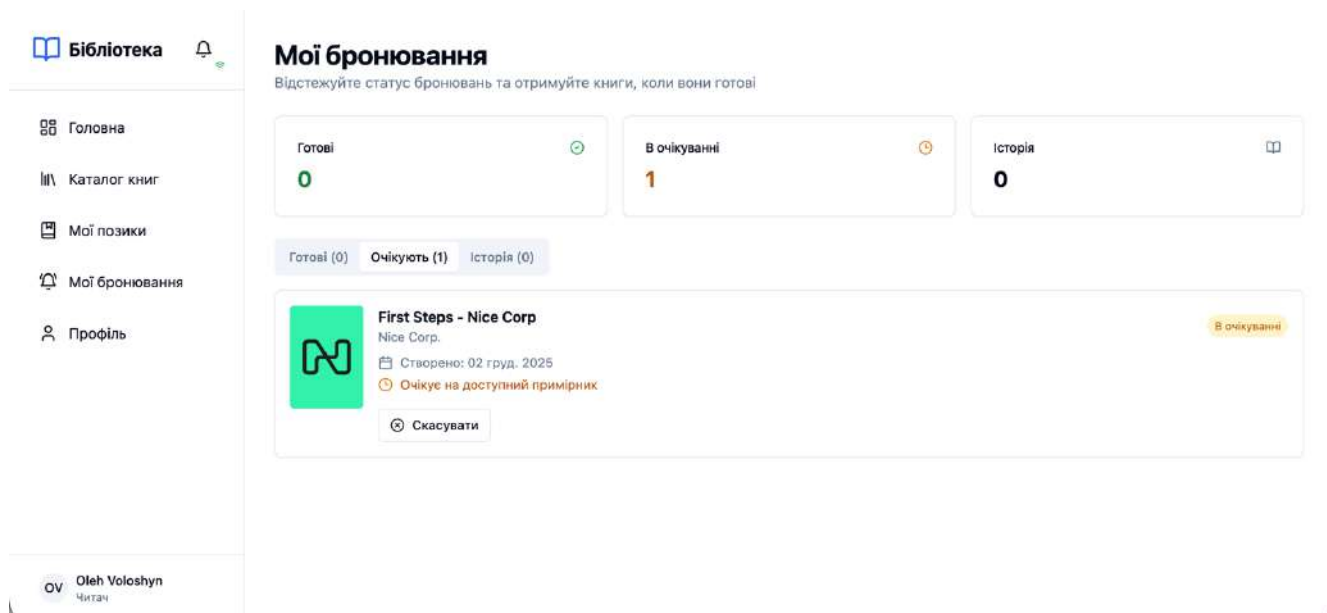 Бібліотека
Головна
Каталог книг
Мої позики
Мої бронювання
Профіль
OV
Oleh Voloshyn
Читач
Мої бронювання
Відстежуйте статус бронювань та отримуйте книги, коли вони готові
Готові
0
В очікуванні
1
Історія
0
Готові (0)
Очікують (1)
Історія (0)
First Steps - Nice Corp
Nice Corp.
Створено: 02 груд. 2025
Очікує на доступний примірник
Скасувати
В очікуванні